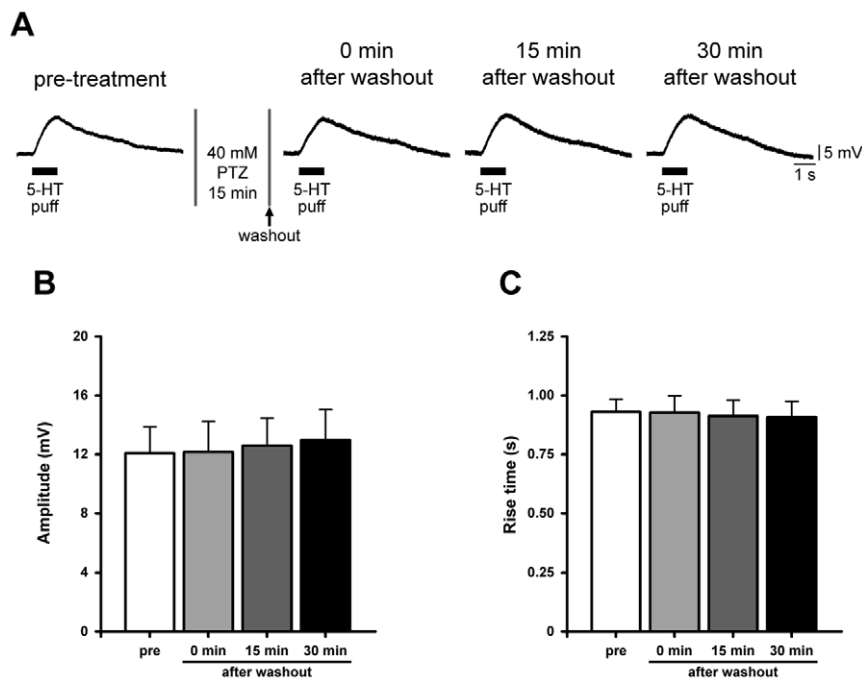 A
pre-treatment
0 min
after washout
15 min
after washout
30 min
after washout
40 mM
PTZ
15 min
washout
5-HT
puff
5-HT
puff
5-HT
puff
5-HT
puff
5 mV
1 s
B
Amplitude (mV)
20
16
12
8
4
0
pre
0 min
15 min
30 min
after washout
C
Rise time (s)
1.25
1.00
0.75
0.50
0.25
0
pre
0 min
15 min
30 min
after washout